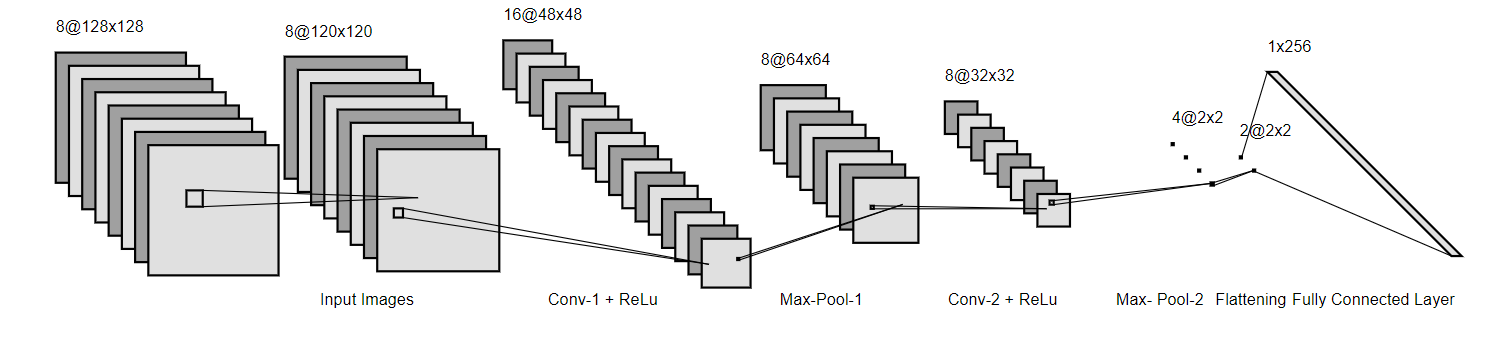 8@128x128
8@120x120
16@48x48
8@64x64
8@32x32
4@2x2
2@2x2
1x256
Input Images
Conv-1 + ReLu
Max-Pool-1
Conv-2 + ReLu
Max- Pool-2
Flattening
Fully Connected Layer